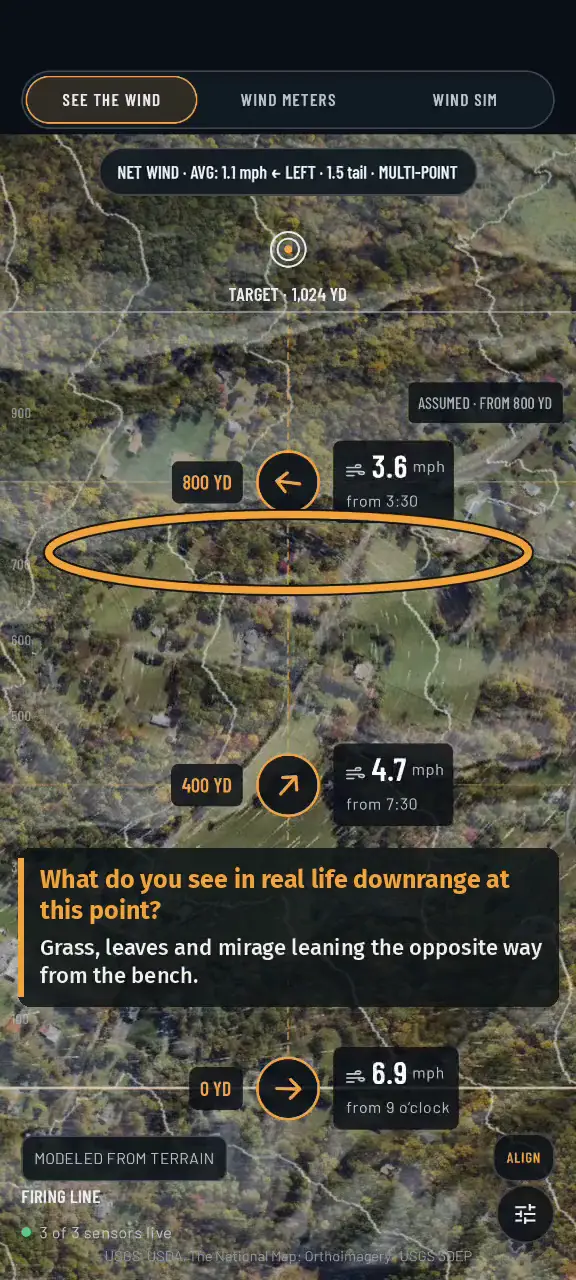 SEE THE WIND
WIND METERS
WIND SIM
NET WIND · AVG: 1.1 mph ← LEFT · 1.5 tail · MULTI-POINT
TARGET · 1,024 YD
ASSUMED · FROM 800 YD
900
800 YD
3.6 mph
from 3:30
700
600
500
400 YD
4.7 mph
from 7:30
What do you see in real life downrange at
this point?
Grass, leaves and mirage leaning the opposite way
from the bench.
100
0 YD
6.9 mph
from 9 o'clock
MODELED FROM TERRAIN
ALIGN
FIRING LINE
3 of 3 sensors live
USGS, USDA, The National Map: Orthoimagery · USGS 3DEP